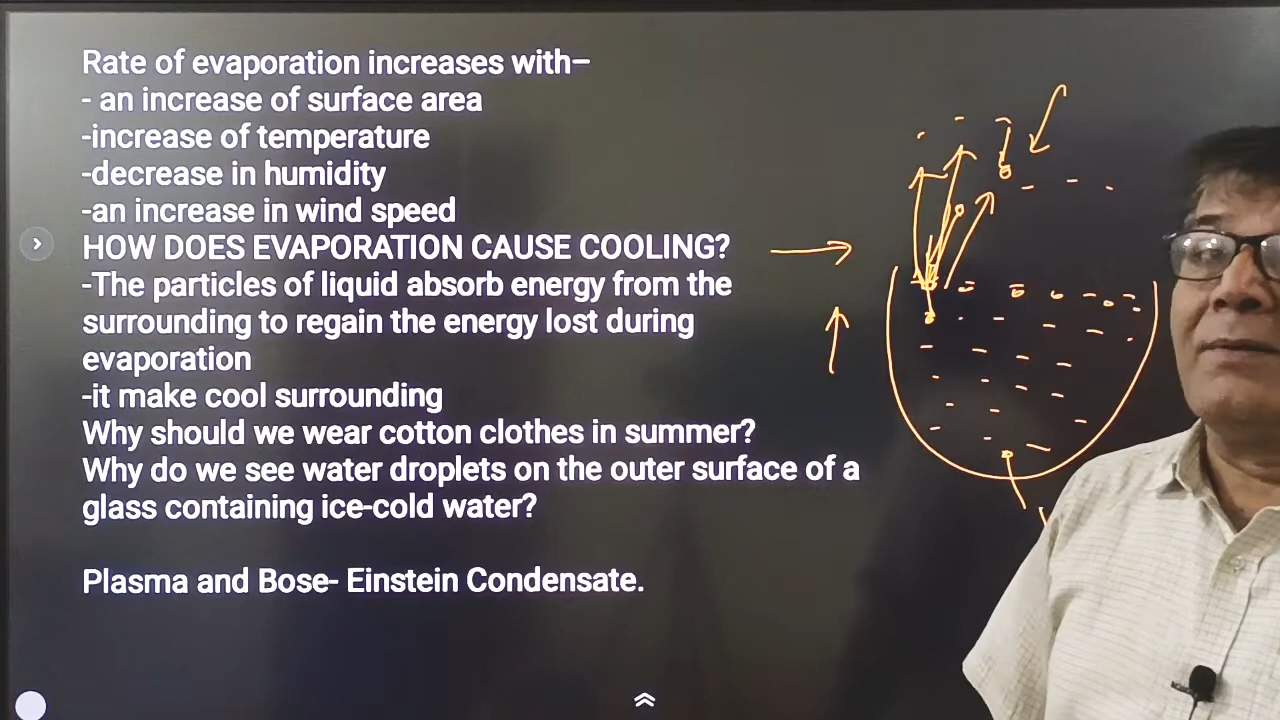 Rate of evaporation increases with–
- an increase of surface area
-increase of temperature
-decrease in humidity
-an increase in wind speed
HOW DOES EVAPORATION CAUSE COOLING?
-The particles of liquid absorb energy from the
surrounding to regain the energy lost during
evaporation
-it make cool surrounding
Why should we wear cotton clothes in summer?
Why do we see water droplets on the outer surface of a
glass containing ice-cold water?
Plasma and Bose- Einstein Condensate.